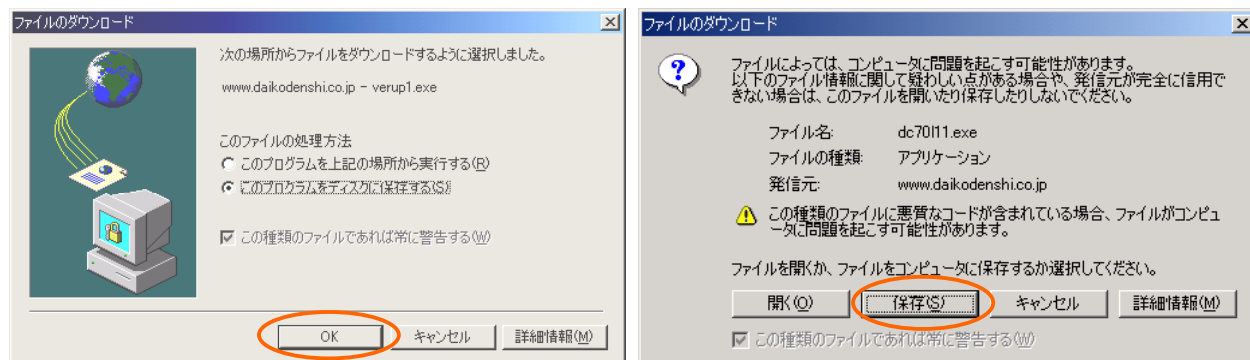 ファイルのダウンロード
次の場所からファイルをダウンロードするように選択しました。
www.daikodenshi.co.jp - verup1.exe
このファイルの処理方法
このプログラムを上記の場所から実行する(R)
このプログラムをディスクに保存する(S)
この種類のファイルであれば常に警告する(W)
OK
キャンセル
詳細情報(M)
ファイルのダウンロード
ファイルによっては、コンピュータに問題を起こす可能性があります。
以下のファイル情報に関して疑わしい点がある場合や、発信元が完全に信用で
きない場合は、このファイルを開いたり保存したりしないでください。
ファイル名: dc70l11.exe
ファイルの種類: アプリケーション
発信元: www.daikodenshi.co.jp
この種類のファイルに悪質なコードが含まれている場合、ファイルがコンピュ
ータに問題を起こす可能性があります。
ファイルを開くか、ファイルをコンピュータに保存するか選択してください。
開く(O)
保存(S)
キャンセル
詳細情報(M)
この種類のファイルであれば常に警告する(W)